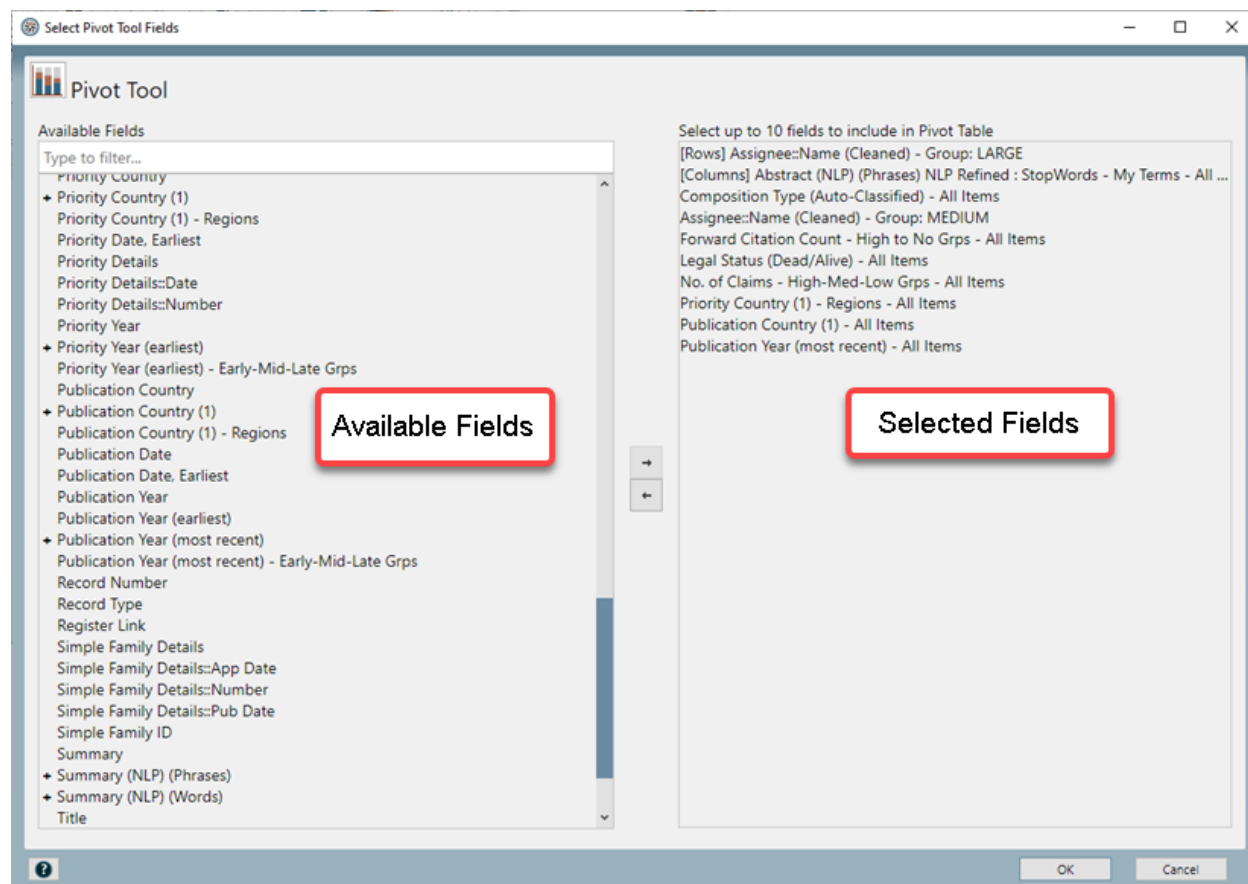 Select Pivot Tool Fields
Pivot Tool
Available Fields
Type to filter...
Priority Country
Priority Country (1)
Priority Country (1) - Regions
Priority Date, Earliest
Priority Details
Priority Details::Date
Priority Details::Number
Priority Year
Priority Year (earliest)
Priority Year (earliest) - Early-Mid-Late Grps
Publication Country
Publication Country (1)
Publication Country (1) - Regions
Publication Date
Publication Date, Earliest
Publication Year
Publication Year (earliest)
Publication Year (most recent)
Publication Year (most recent) - Early-Mid-Late Grps
Record Number
Record Type
Register Link
Simple Family Details
Simple Family Details::App Date
Simple Family Details::Number
Simple Family Details::Pub Date
Simple Family ID
Summary
Summary (NLP) (Phrases)
Summary (NLP) (Words)
Title
Available Fields
Select up to 10 fields to include in Pivot Table
[Rows] Assignee::Name (Cleaned) - Group: LARGE
[Columns] Abstract (NLP) (Phrases) NLP Refined : StopWords - My Terms - All ...
Composition Type (Auto-Classified) - All Items
Assignee::Name (Cleaned) - Group: MEDIUM
Forward Citation Count - High to No Grps - All Items
Legal Status (Dead/Alive) - All Items
No. of Claims - High-Med-Low Grps - All Items
Priority Country (1) - Regions - All Items
Publication Country (1) - All Items
Publication Year (most recent) - All Items
Selected Fields
?
OK
Cancel